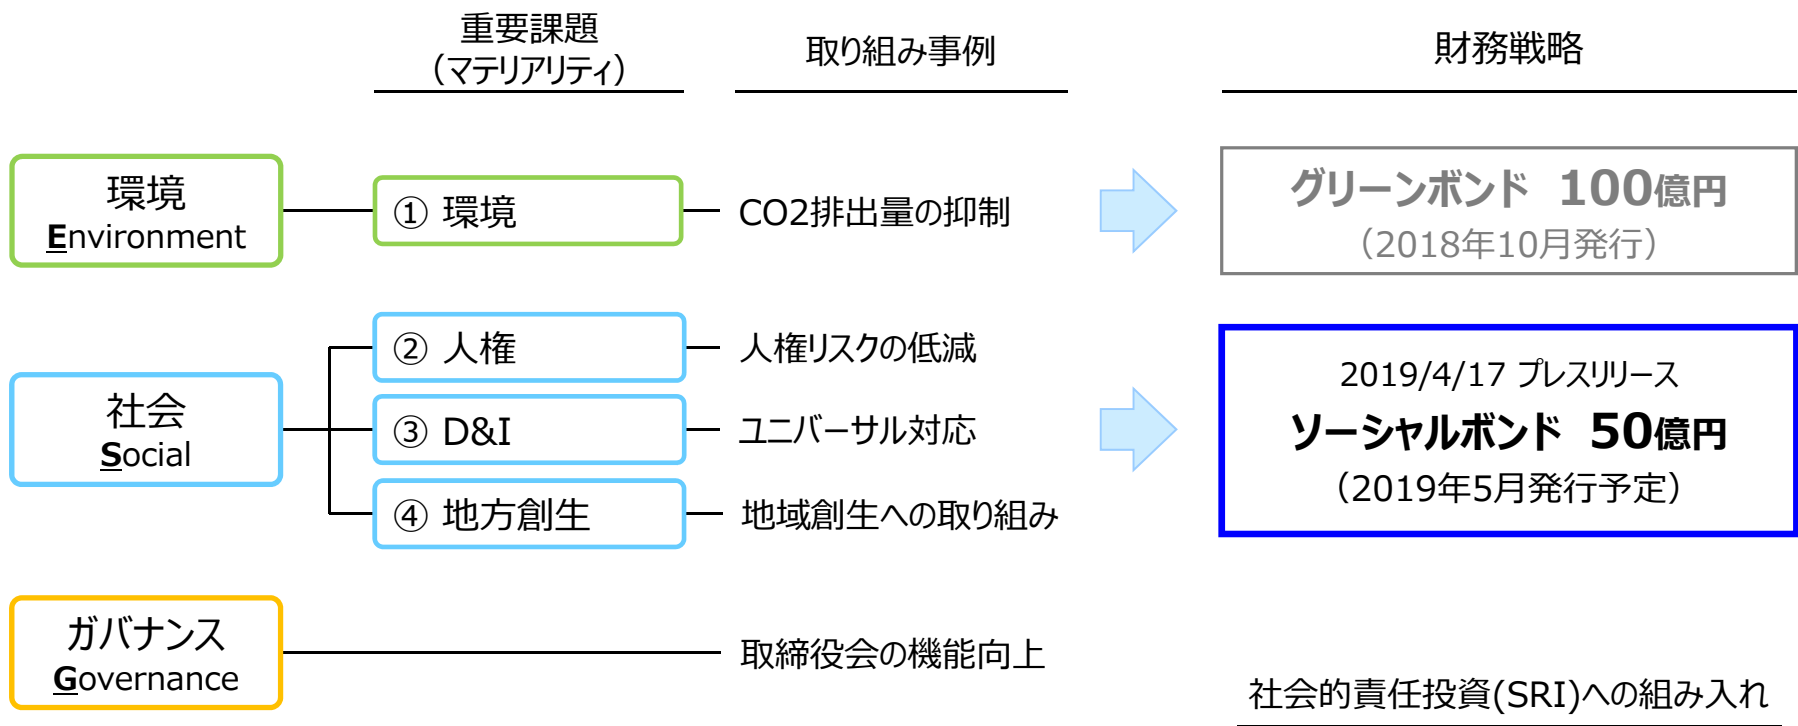 重要課題
（マテリアリティ）
取り組み事例
財務戦略
環境
Environment
① 環境
CO2排出量の抑制
グリーンボンド 100億円
（2018年10月発行）
社会
Social
② 人権
人権リスクの低減
③ D&I
ユニバーサル対応
④ 地方創生
地域創生への取り組み
2019/4/17 プレスリリース
ソーシャルボンド 50億円
（2019年5月発行予定）
ガバナンス
Governance
取締役会の機能向上
社会的責任投資(SRI)への組み入れ